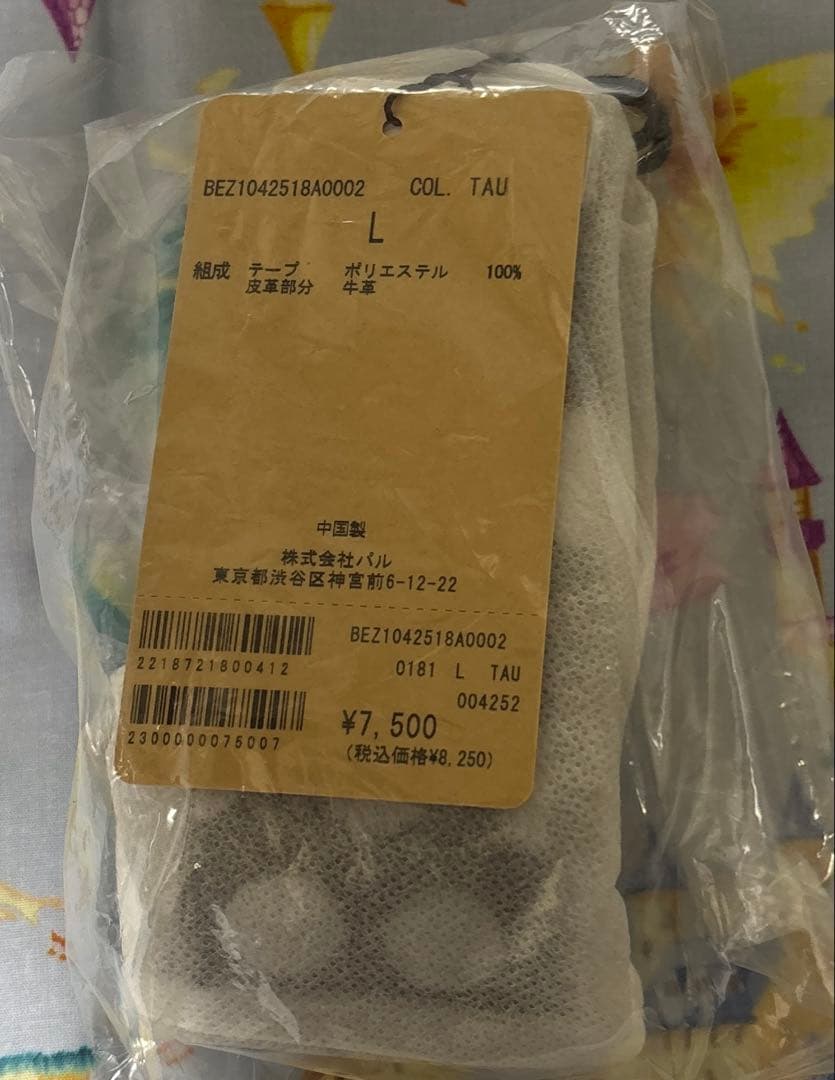 BEZ1042518A0002 COL. TAU
L
組成 テープ ポリエステル 100%
皮革部分 牛革
中国製
株式会社パル
東京都渋谷区神宮前6-12-22
BEZ1042518A0002
2218721800412 0181 L TAU
004252
¥7,500
2300000075007
(税込価格¥8,250)